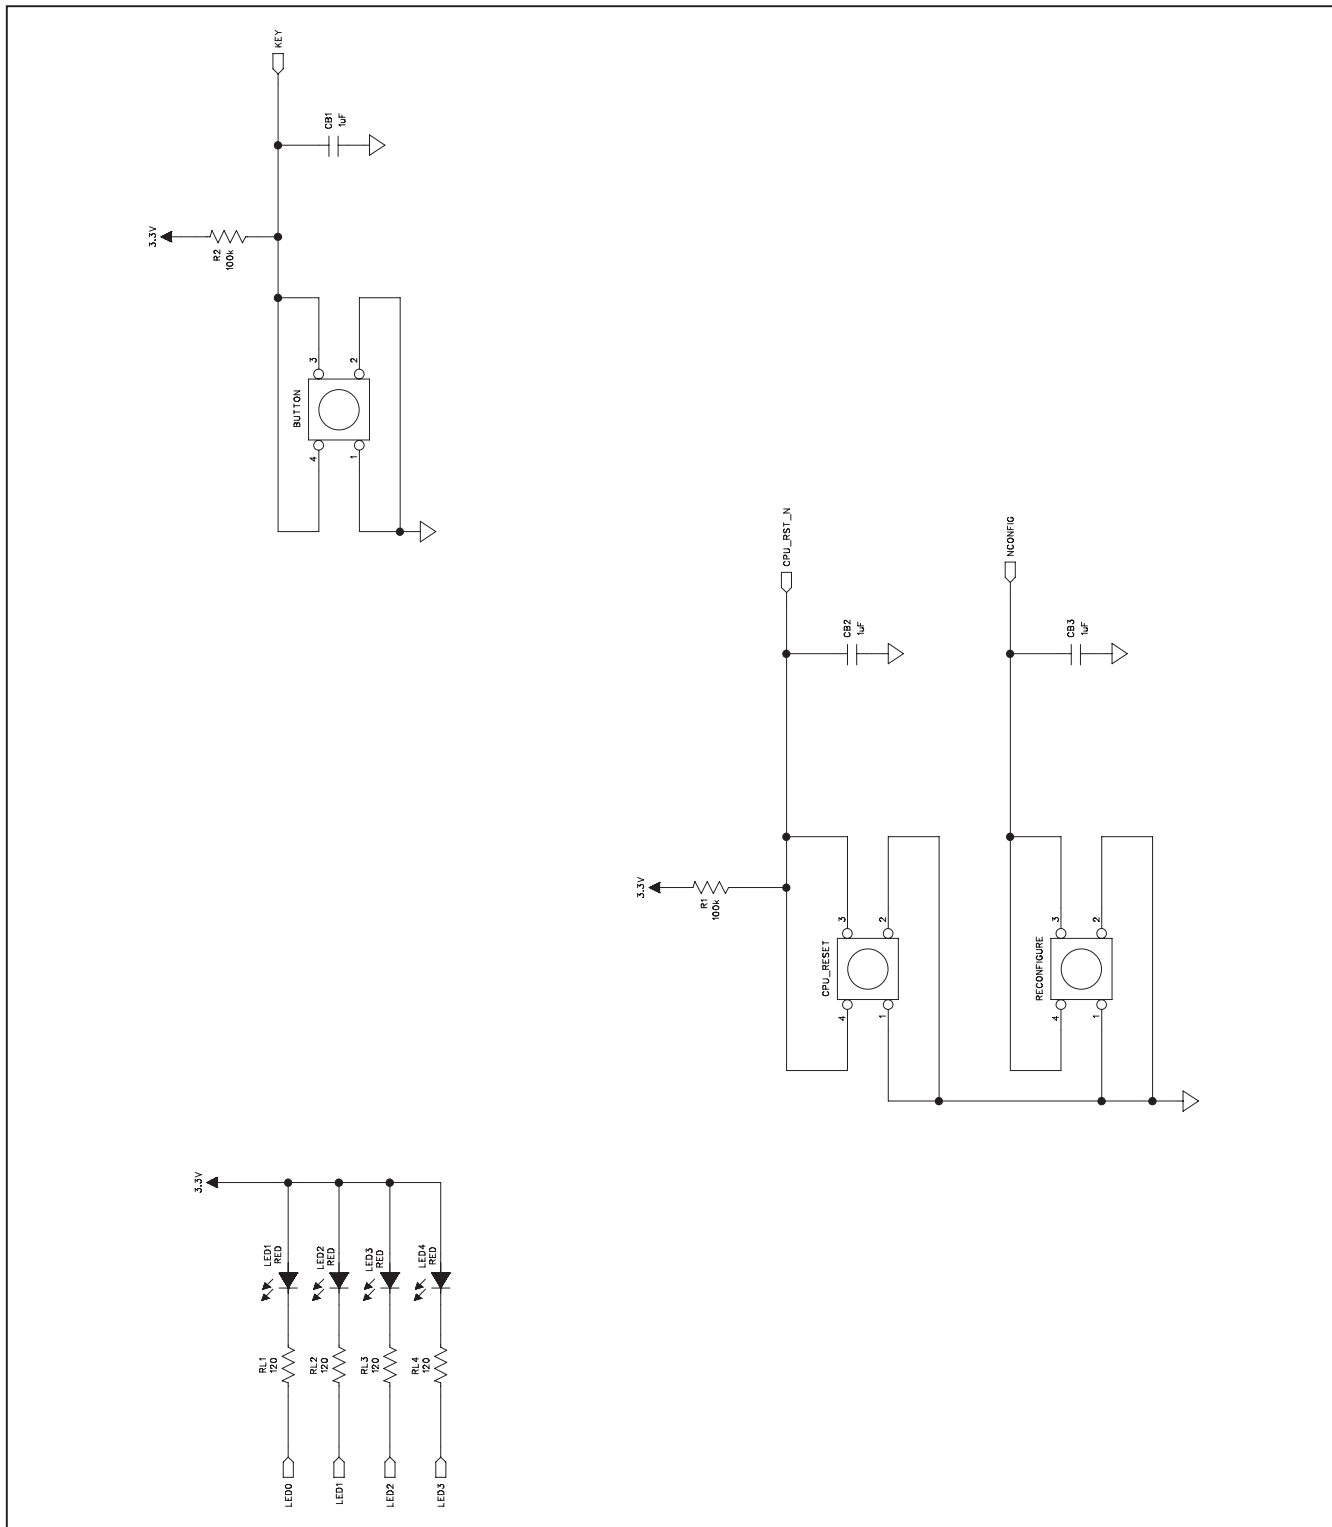 KEY
CB1
1uF
3.3V
R2
100k
BUTTON
3
2
4
1
CPU_RST_N
NCONFIG
CB2
1uF
CB3
1uF
3.3V
R1
100k
CPU_RESET
3
2
4
1
RECONFIGURE
3
2
4
1
3.3V
LED1
RED
LED2
RED
LED3
RED
LED4
RED
RL1
120
RL2
120
RL3
120
RL4
120
LED0
LED1
LED2
LED3